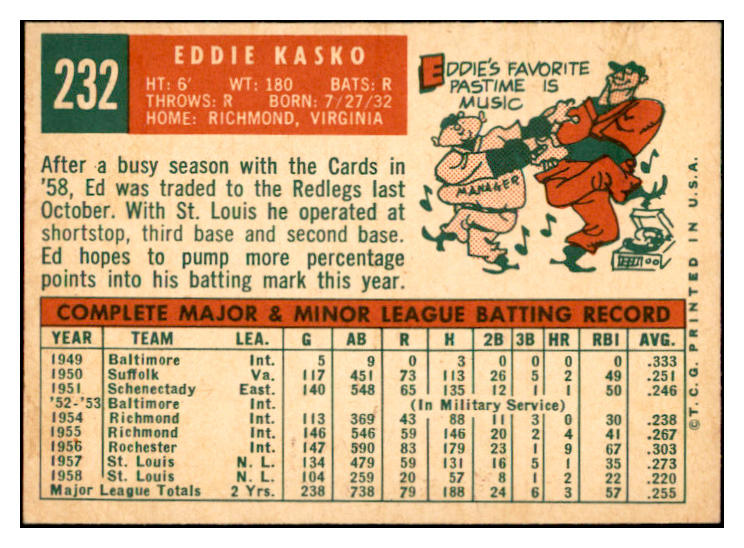 232
EDDIE KASKO
HT: 6' WT: 180 BATS: R
THROWS: R BORN: 7/27/32
HOME: RICHMOND, VIRGINIA
EDDIE'S FAVORITE
PASTIME IS
MUSIC
MANAGER
After a busy season with the Cards in
'58, Ed was traded to the Redlegs last
October. With St. Louis he operated at
shortstop, third base and second base.
Ed hopes to pump more percentage
points into his batting mark this year.
COMPLETE MAJOR & MINOR LEAGUE BATTING RECORD
YEAR TEAM LEA. G AB R H 2B 3B HR RBI AVG.
1949 Baltimore Int. 5 9 0 3 0 0 0 0 .333
1950 Suffolk Va. 117 451 73 113 26 5 2 49 .251
1951 Schenectady East. 140 548 65 135 12 1 1 50 .246
'52-'53 Baltimore Int. (In Military Service)
1954 Richmond Int. 113 369 43 88 11 3 0 30 .238
1955 Richmond Int. 146 546 59 146 20 2 4 41 .267
1956 Rochester Int. 147 590 83 179 23 1 9 67 .303
1957 St. Louis N. L. 134 479 59 131 16 5 1 35 .273
1958 St. Louis N. L. 104 259 20 57 8 1 2 22 .220
Major League Totals 2 Yrs. 238 738 79 188 24 6 3 57 .255
©T.C.G. PRINTED IN U.S.A.